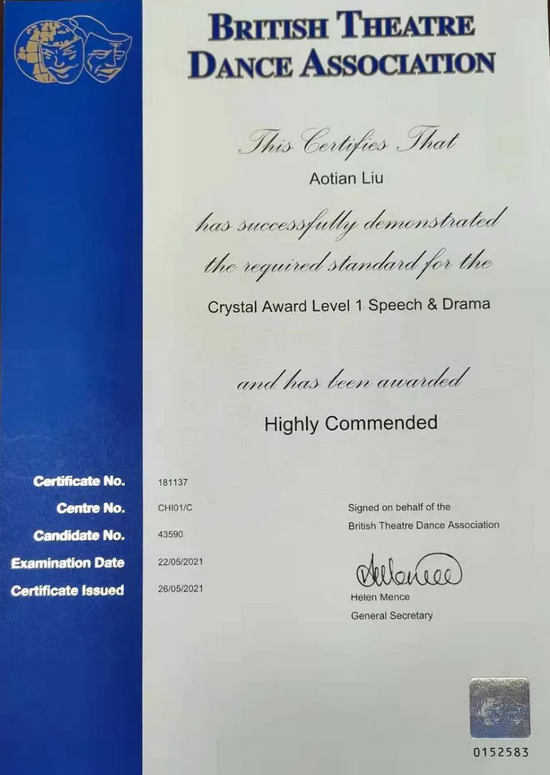 BRITISH THEATRE
DANCE ASSOCIATION
This Certifies That
Aotian Liu
has successfully demonstrated
the required standard for the
Crystal Award Level 1 Speech & Drama
and has been awarded
Highly Commended
Certificate No. 181137
Centre No. CHI01/C
Candidate No. 43590
Examination Date 22/05/2021
Certificate Issued 26/05/2021
Signed on behalf of the
British Theatre Dance Association
Helen Mence
General Secretary
0152583